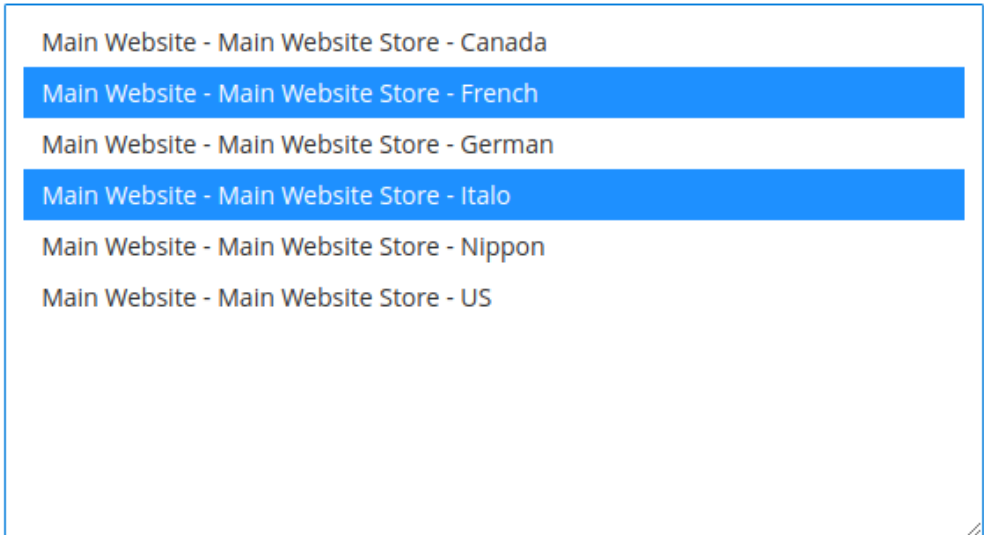 Main Website - Main Website Store - Canada
Main Website - Main Website Store - French
Main Website - Main Website Store - German
Main Website - Main Website Store - Italo
Main Website - Main Website Store - Nippon
Main Website - Main Website Store - US